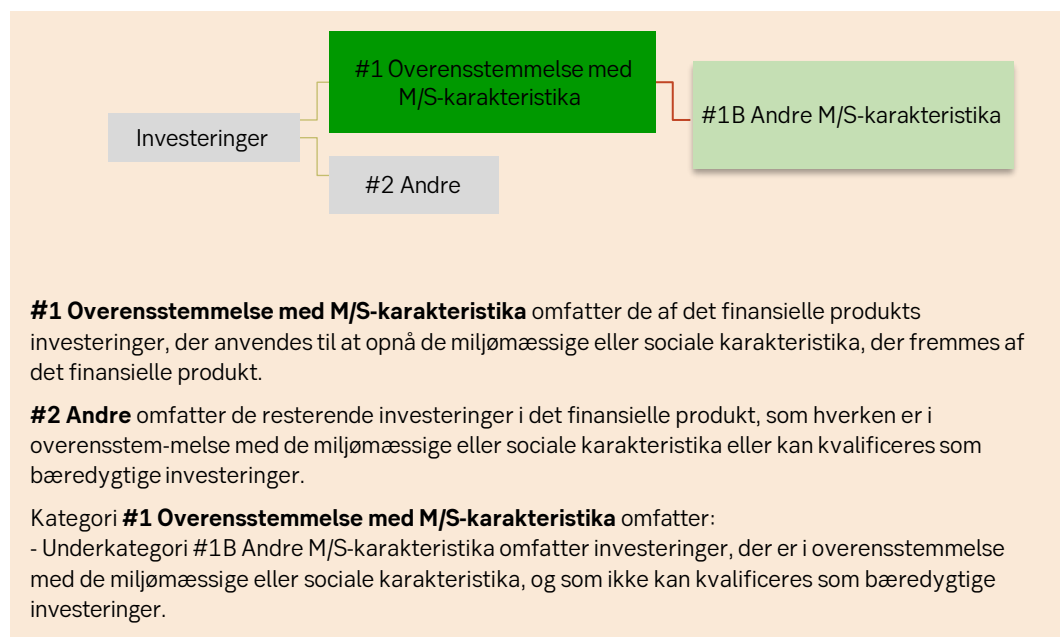 #1 Overensstemmelse med
M/S-karakteristika
#1B Andre M/S-karakteristika
Investeringer
#2 Andre
#1 Overensstemmelse med M/S-karakteristika omfatter de af det finansielle produkts
investeringer, der anvendes til at opnå de miljømæssige eller sociale karakteristika, der fremmes af
det finansielle produkt.
#2 Andre omfatter de resterende investeringer i det finansielle produkt, som hverken er i
overensstem-melse med de miljømæssige eller sociale karakteristika eller kan kvalificeres som
bæredygtige investeringer.
Kategori #1 Overensstemmelse med M/S-karakteristika omfatter:
- Underkategori #1B Andre M/S-karakteristika omfatter investeringer, der er i overensstemmelse
med de miljømæssige eller sociale karakteristika, og som ikke kan kvalificeres som bæredygtige
investeringer.